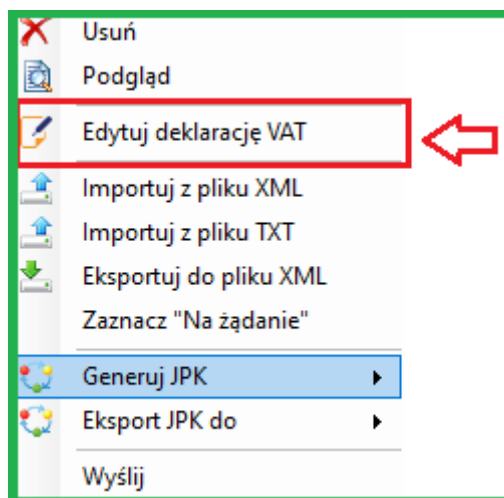 Usuń
Podgląd
Edytuj deklarację VAT
Importuj z pliku XML
Importuj z pliku TXT
Eksportuj do pliku XML
Zaznacz "Na żądanie"
Generuj JPK
Eksport JPK do
Wyślij